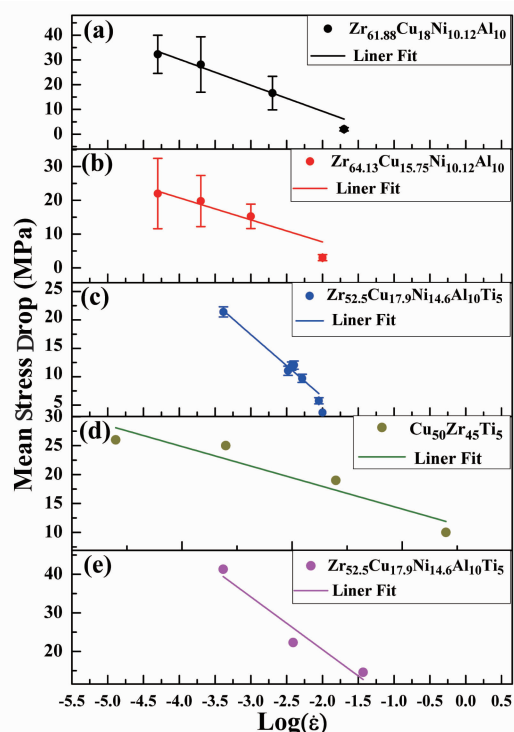 (a)
Zr61.88Cu18Ni10.12Al10
Liner Fit
40
30
20
10
0
(b)
Zr64.13Cu15.75Ni10.12Al10
Liner Fit
30
20
10
0
Mean Stress Drop (MPa)
(c)
Zr52.5Cu17.9Ni14.6Al10Ti5
Liner Fit
25
20
15
10
5
30
(d)
Cu50Zr45Ti5
Liner Fit
25
20
15
10
(e)
Zr52.5Cu17.9Ni14.6Al10Ti5
Liner Fit
40
30
20
-5.5 -5.0 -4.5 -4.0 -3.5 -3.0 -2.5 -2.0 -1.5 -1.0 -0.5 0.0 0.5
Log(ε̇)